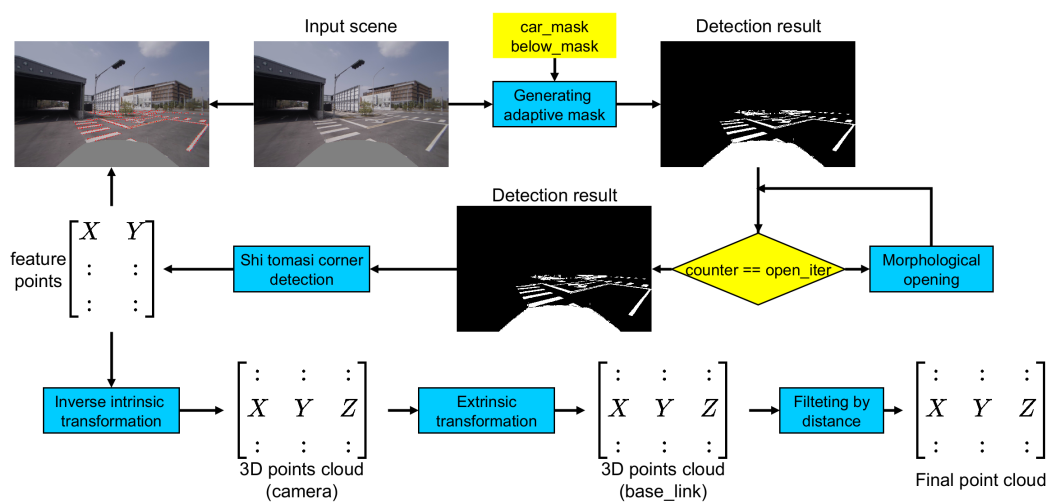 Input scene
car_mask
below_mask
Detection result
Generating
adaptive mask
Detection result
feature
points
X Y
: :
: :
Shi tomasi corner
detection
counter == open_iter
Morphological
opening
Inverse intrinsic
transformation
: : :
X Y Z
: : :
3D points cloud
(camera)
Extrinsic
transformation
: : :
X Y Z
: : :
3D points cloud
(base_link)
Filteting by
distance
: : :
X Y Z
: : :
Final point cloud